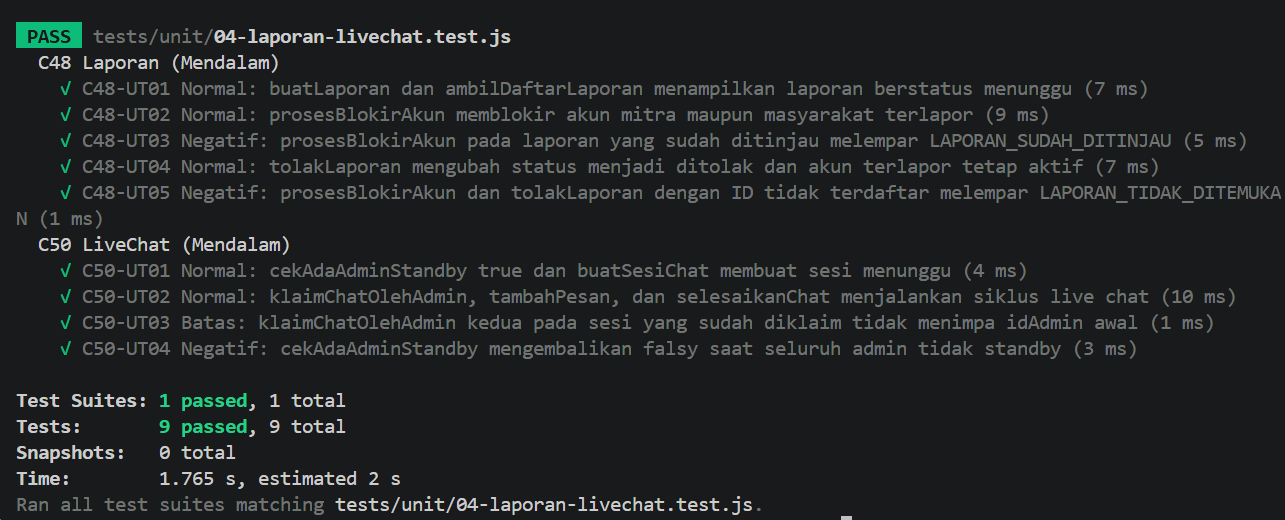 PASS tests/unit/04-laporan-livechat.test.js
C48 Laporan (Mendalam)
√ C48-UT01 Normal: buatLaporan dan ambilDaftarLaporan menampilkan laporan berstatus menunggu (7 ms)
√ C48-UT02 Normal: prosesBlokirAkun memblokir akun mitra maupun masyarakat terlapor (9 ms)
√ C48-UT03 Negatif: prosesBlokirAkun pada laporan yang sudah ditinjau melempar LAPORAN_SUDAH_DITINJAU (5 ms)
√ C48-UT04 Normal: tolakLaporan mengubah status menjadi ditolak dan akun terlapor tetap aktif (7 ms)
√ C48-UT05 Negatif: prosesBlokirAkun dan tolakLaporan dengan ID tidak terdaftar melempar LAPORAN_TIDAK_DITEMUKA
N (1 ms)
C50 LiveChat (Mendalam)
√ C50-UT01 Normal: cekAdaAdminStandby true dan buatSesiChat membuat sesi menunggu (4 ms)
√ C50-UT02 Normal: klaimChatOlehAdmin, tambahPesan, dan selesaikanChat menjalankan siklus live chat (10 ms)
√ C50-UT03 Batas: klaimChatOlehAdmin kedua pada sesi yang sudah diklaim tidak menimpa idAdmin awal (1 ms)
√ C50-UT04 Negatif: cekAdaAdminStandby mengembalikan falsy saat seluruh admin tidak standby (3 ms)
Test Suites: 1 passed, 1 total
Tests: 9 passed, 9 total
Snapshots: 0 total
Time: 1.765 s, estimated 2 s
Ran all test suites matching tests/unit/04-laporan-livechat.test.js.